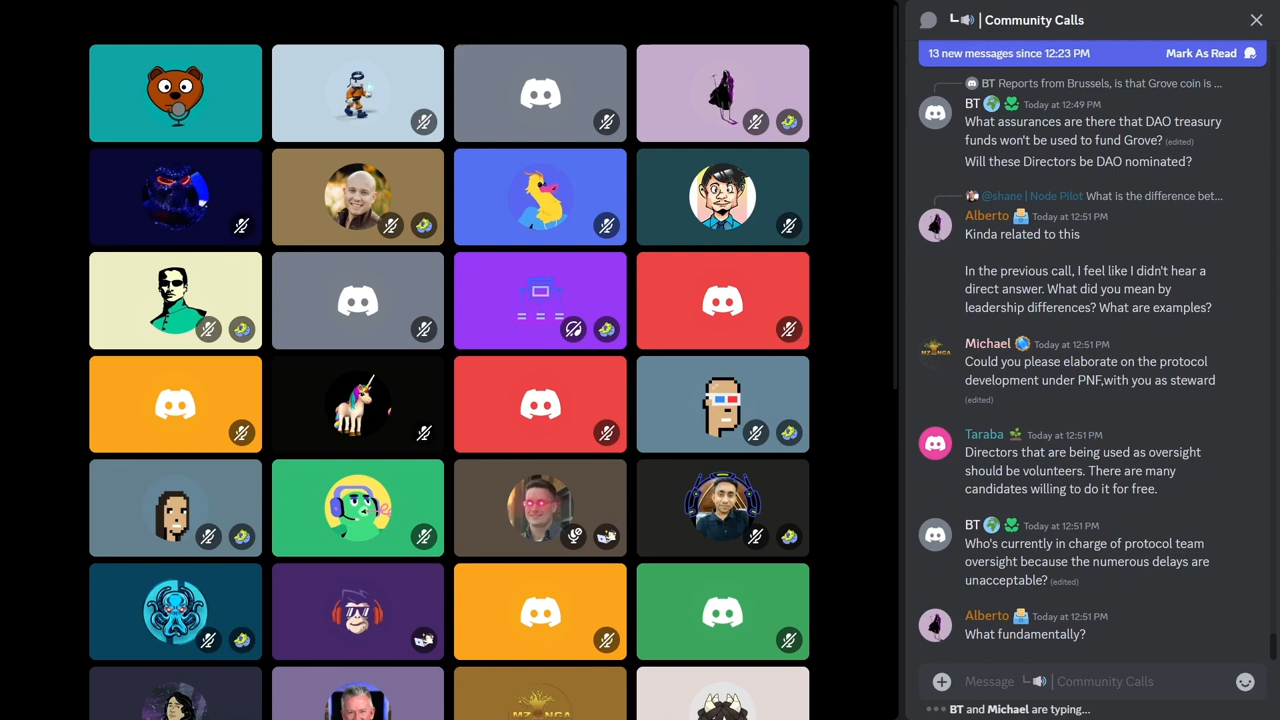 ┗🔊 | Community Calls
13 new messages since 12:23 PM
Mark As Read
BT Reports from Brussels, is that Grove coin is ...
BT Today at 12:49 PM
What assurances are there that DAO treasury
funds won't be used to fund Grove? (edited)
Will these Directors be DAO nominated?
@shane | Node Pilot What is the difference bet...
Alberto Today at 12:51 PM
Kinda related to this
In the previous call, I feel like I didn't hear a
direct answer. What did you mean by
leadership differences? What are examples?
Michael Today at 12:51 PM
Could you please elaborate on the protocol
development under PNF,with you as steward
(edited)
Taraba Today at 12:51 PM
Directors that are being used as oversight
should be volunteers. There are many
candidates willing to do it for free.
BT Today at 12:51 PM
Who's currently in charge of protocol team
oversight because the numerous delays are
unacceptable? (edited)
Alberto Today at 12:51 PM
What fundamentally?
Message ┗🔊 | Community Calls
BT and Michael are typing...